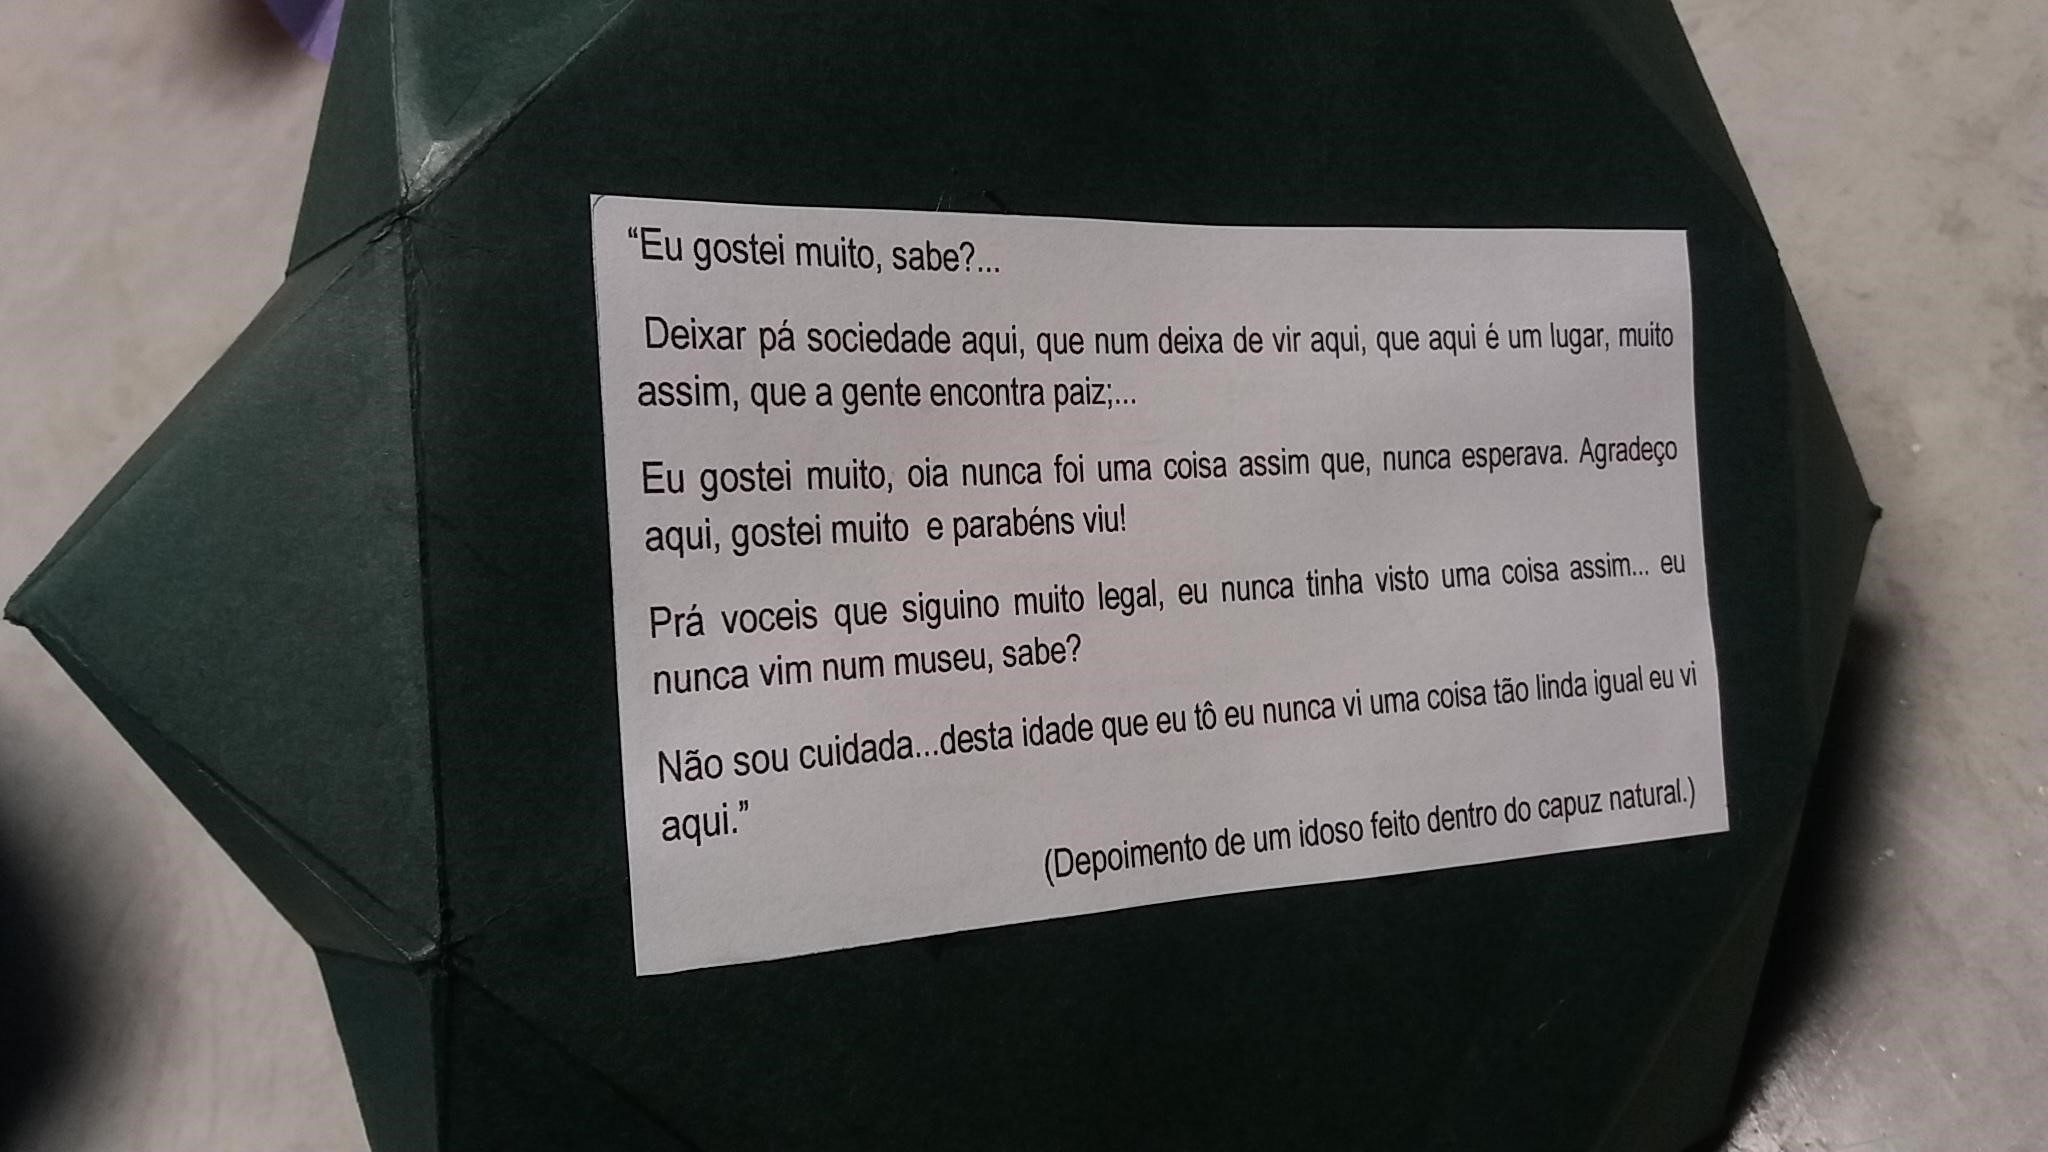 “Eu gostei muito, sabe?...
Deixar pá sociedade aqui, que num deixa de vir aqui, que aqui é um lugar, muito
assim, que a gente encontra paiz;...
Eu gostei muito, oia nunca foi uma coisa assim que, nunca esperava. Agradeço
aqui, gostei muito e parabéns viu!
Prá voceis que siguino muito legal, eu nunca tinha visto uma coisa assim... eu
nunca vim num museu, sabe?
Não sou cuidada...desta idade que eu tô eu nunca vi uma coisa tão linda igual eu vi
aqui.”
(Depoimento de um idoso feito dentro do capuz natural.)